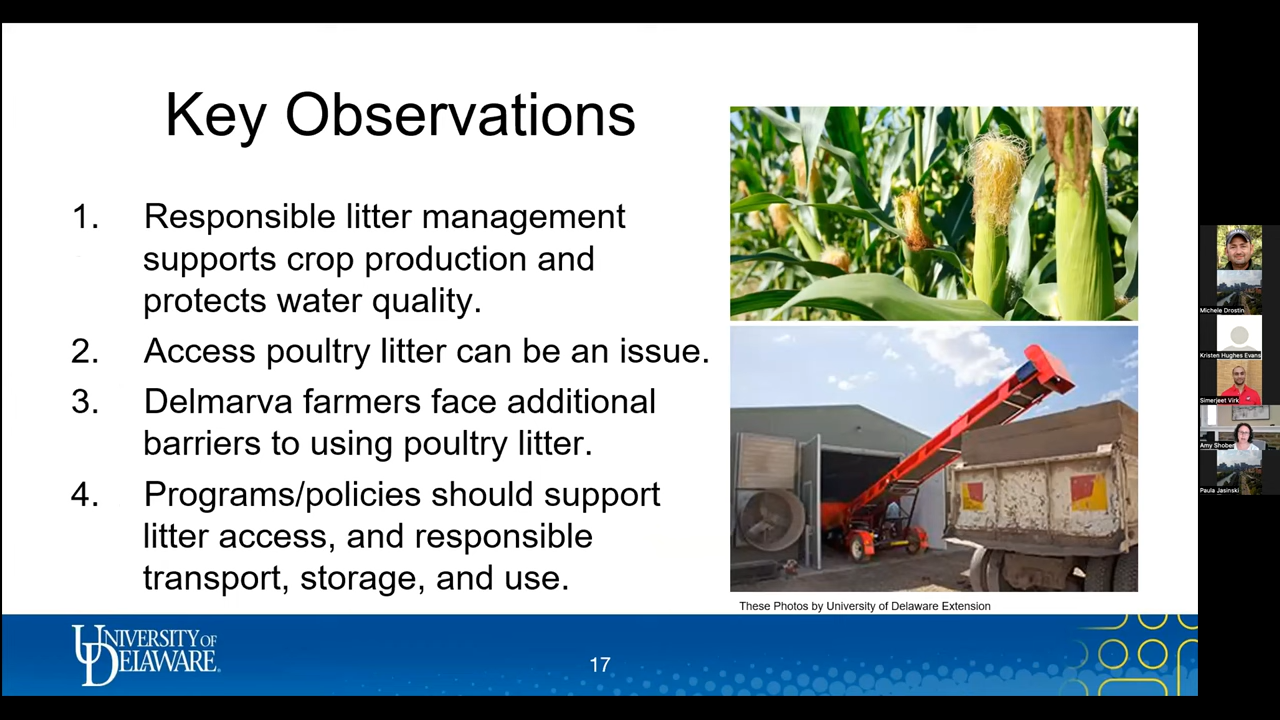 Key Observations
1. Responsible litter management
supports crop production and
protects water quality.
2. Access poultry litter can be an issue.
3. Delmarva farmers face additional
barriers to using poultry litter.
4. Programs/policies should support
litter access, and responsible
transport, storage, and use.
These Photos by University of Delaware Extension
UNIVERSITY OF
DELAWARE
17
Michele Drostin
Kristen Hughes Evans
Simerjeet Virk
Amy Shober
Paula Jasinski